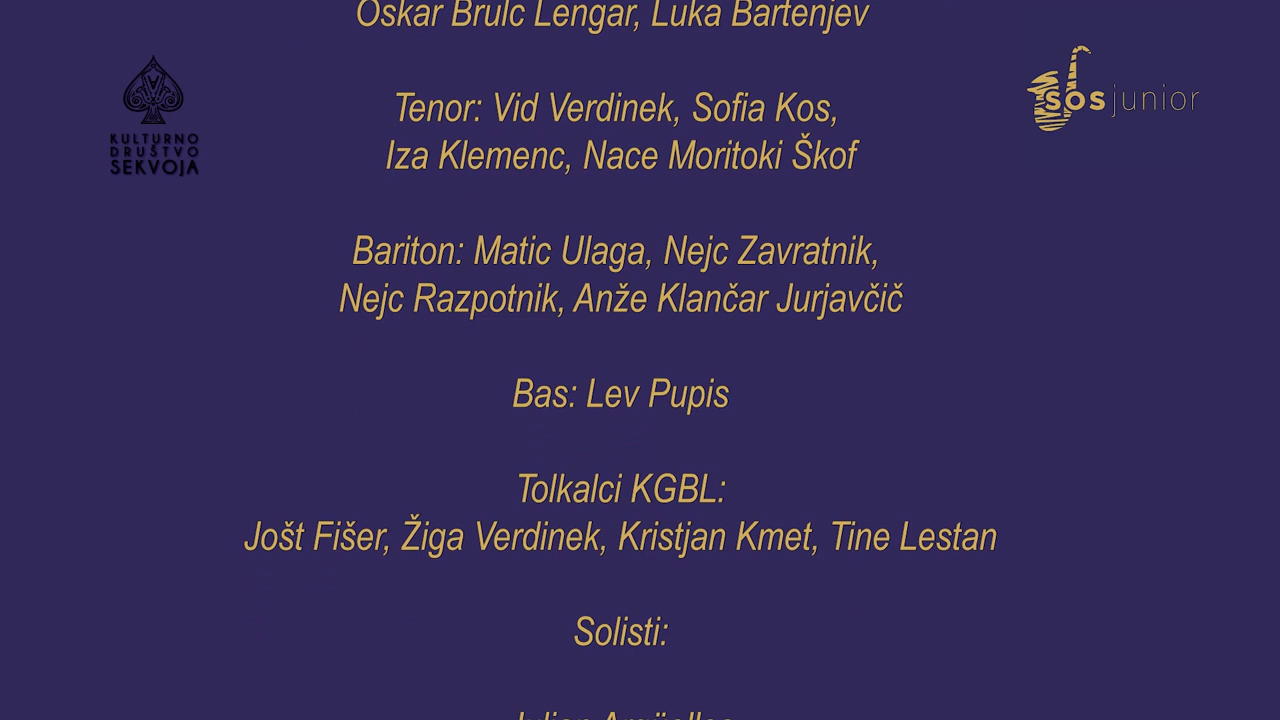 Oskar Brulc Lengar, Luka Bartenjev
KULTURNO
DRUŠTVO
SEKVOJA
sos junior
Tenor: Vid Verdinek, Sofia Kos,
Iza Klemenc, Nace Moritoki Škof
Bariton: Matic Ulaga, Nejc Zavratnik,
Nejc Razpotnik, Anže Klančar Jurjavčič
Bas: Lev Pupis
Tolkalci KGBL:
Jošt Fišer, Žiga Verdinek, Kristjan Kmet, Tine Lestan
Solisti: